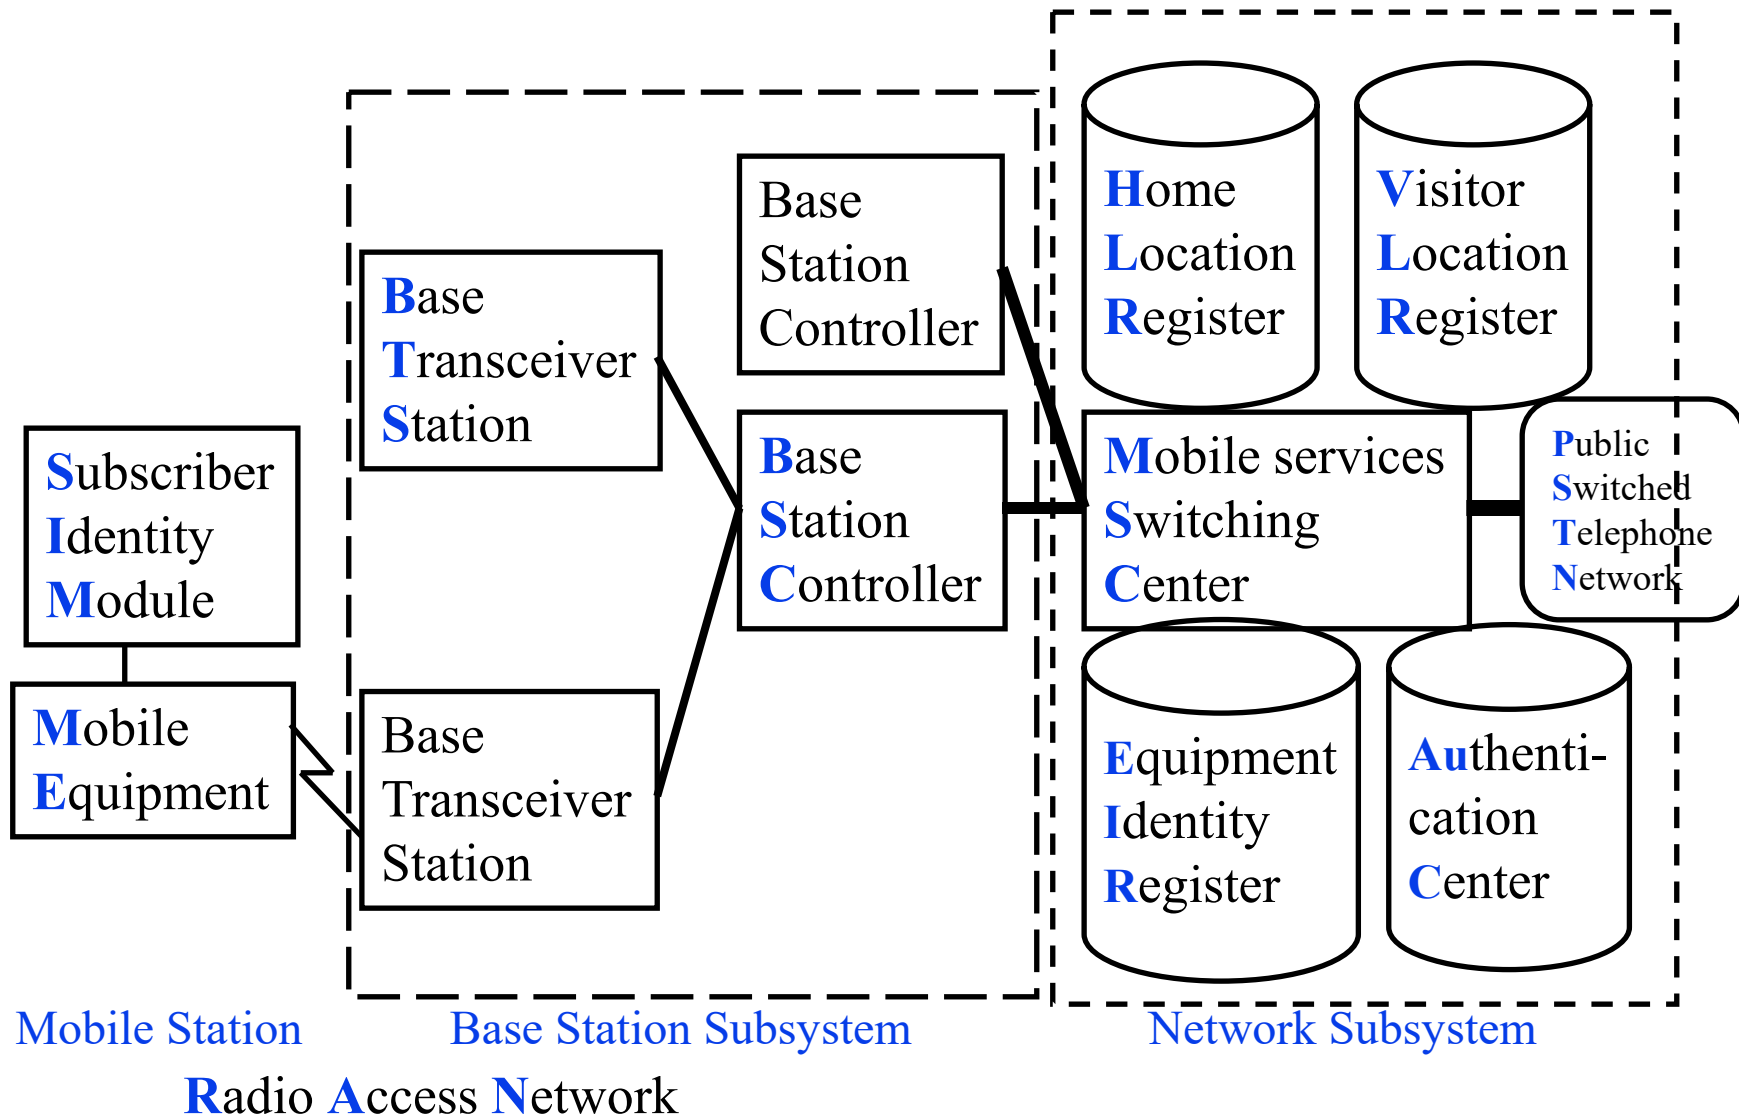 Subscriber
Identity
Module
Mobile
Equipment
Base
Transceiver
Station
Base
Transceiver
Station
Base
Station
Controller
Base
Station
Controller
Home
Location
Register
Visitor
Location
Register
Mobile services
Switching
Center
Public
Switched
Telephone
Network
Equipment
Identity
Register
Authenti-
cation
Center
Mobile Station
Base Station Subsystem
Network Subsystem
Radio Access Network